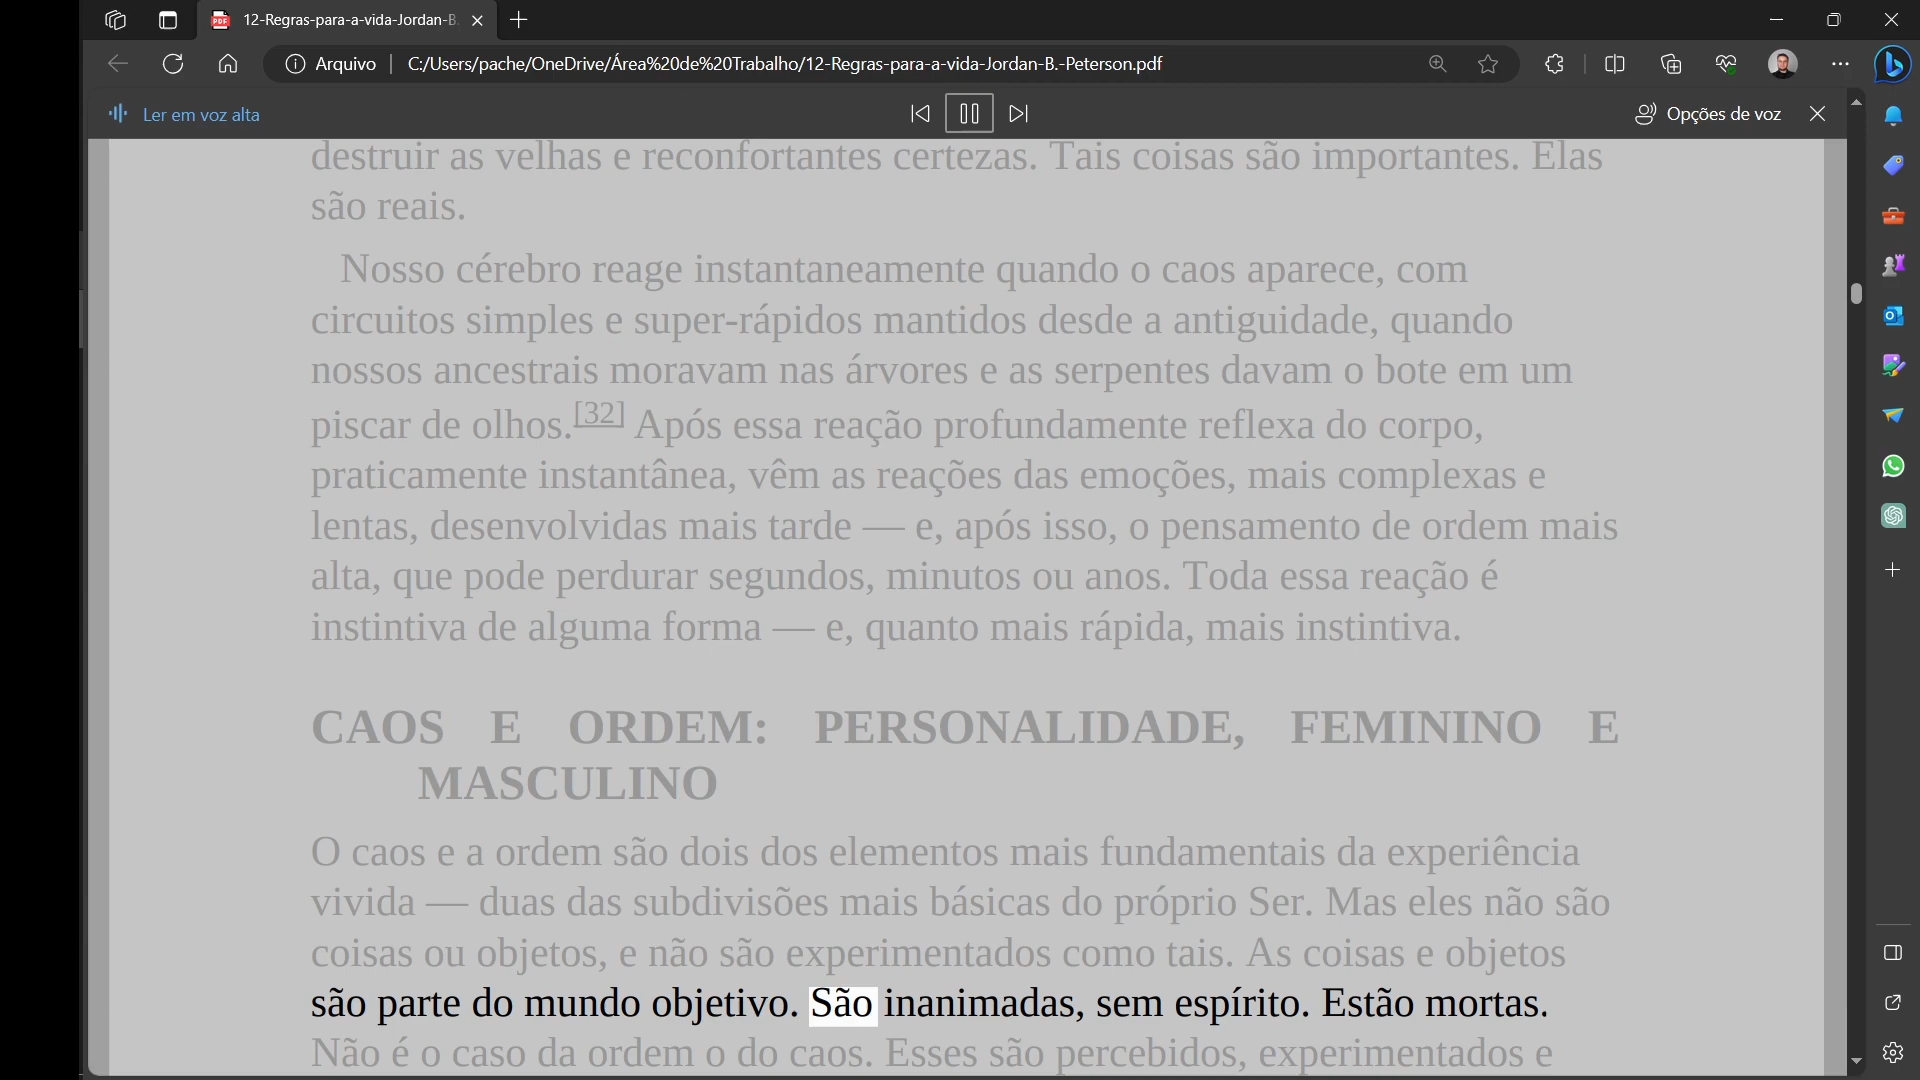 12-Regras-para-a-vida-Jordan-B.
Arquivo
C:/Users/pache/OneDrive/Área%20de%20Trabalho/12-Regras-para-a-vida-Jordan-B.-Peterson.pdf
Ler em voz alta
Opções de voz
destruir as velhas e reconfortantes certezas. Tais coisas são importantes. Elas
são reais.
Nosso cérebro reage instantaneamente quando o caos aparece, com
circuitos simples e super-rápidos mantidos desde a antiguidade, quando
nossos ancestrais moravam nas árvores e as serpentes davam o bote em um
piscar de olhos.[32] Após essa reação profundamente reflexa do corpo,
praticamente instantânea, vêm as reações das emoções, mais complexas e
lentas, desenvolvidas mais tarde — e, após isso, o pensamento de ordem mais
alta, que pode perdurar segundos, minutos ou anos. Toda essa reação é
instintiva de alguma forma — e, quanto mais rápida, mais instintiva.
CAOS E ORDEM: PERSONALIDADE, FEMININO E
MASCULINO
O caos e a ordem são dois dos elementos mais fundamentais da experiência
vivida — duas das subdivisões mais básicas do próprio Ser. Mas eles não são
coisas ou objetos, e não são experimentados como tais. As coisas e objetos
são parte do mundo objetivo. São inanimadas, sem espírito. Estão mortas.
Não é o caso da ordem o do caos. Esses são percebidos, experimentados e